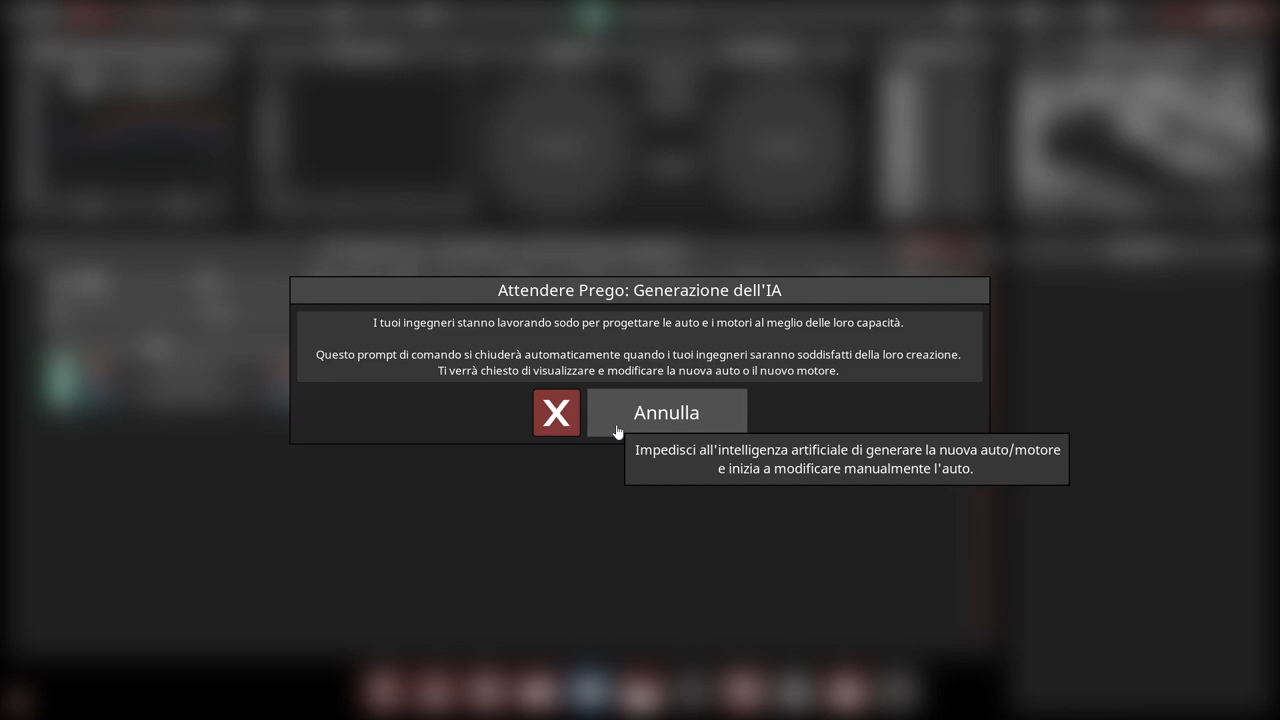 Attendere Prego: Generazione dell'IA
I tuoi ingegneri stanno lavorando sodo per progettare le auto e i motori al meglio delle loro capacità.
Questo prompt di comando si chiuderà automaticamente quando i tuoi ingegneri saranno soddisfatti della loro creazione.
Ti verrà chiesto di visualizzare e modificare la nuova auto o il nuovo motore.
X Annulla
Impedisci all'intelligenza artificiale di generare la nuova auto/motore
e inizia a modificare manualmente l'auto.